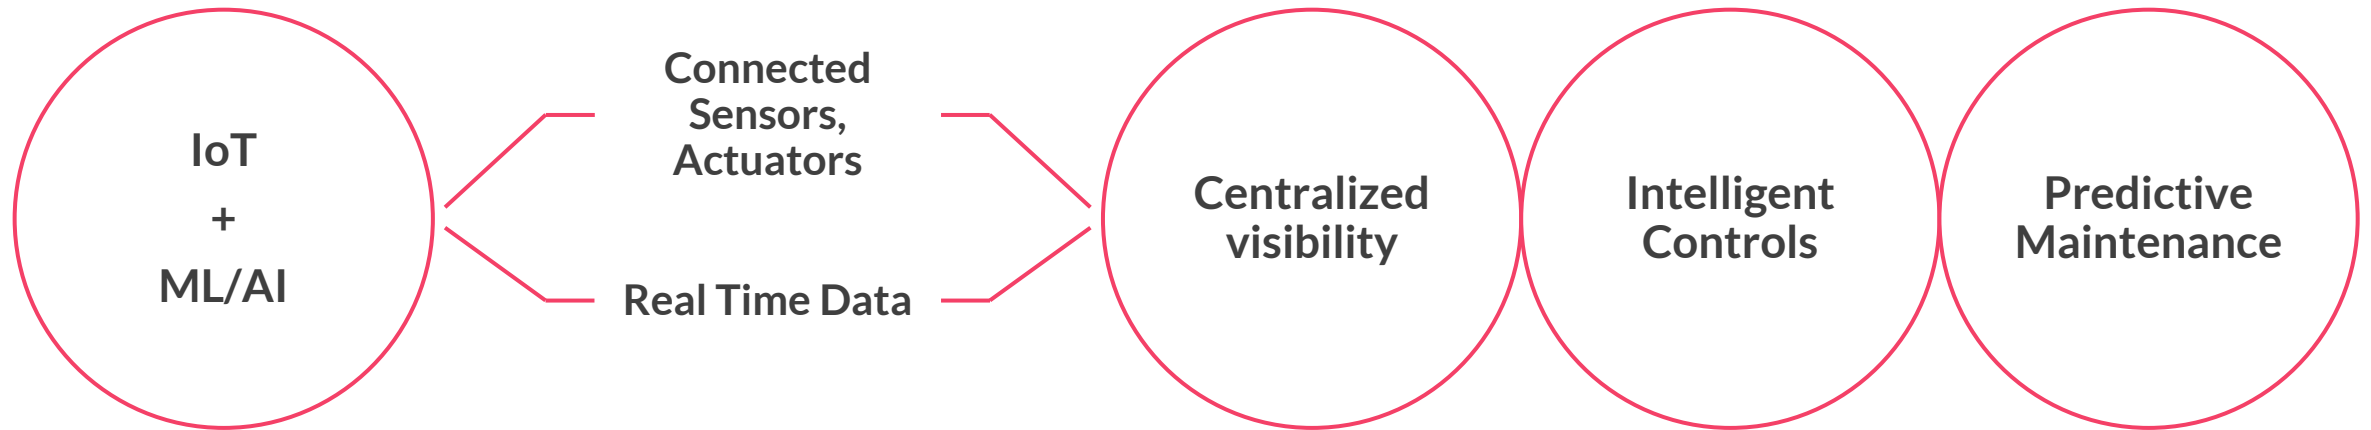 IoT
+
ML/AI
Connected
Sensors,
Actuators
Real Time Data
Centralized
visibility
Intelligent
Controls
Predictive
Maintenance